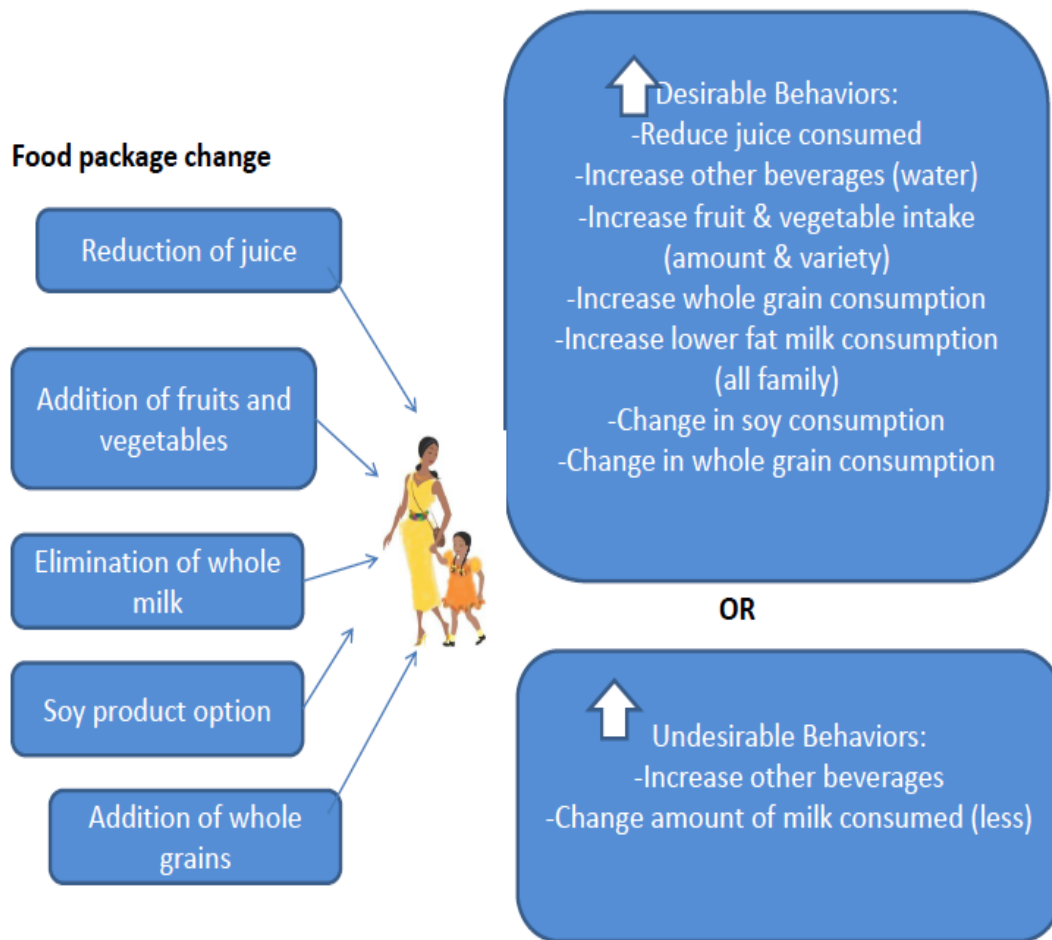 Food package change
Reduction of juice
Addition of fruits and
vegetables
Elimination of whole
milk
Soy product option
Addition of whole
grains
Desirable Behaviors:
-Reduce juice consumed
-Increase other beverages (water)
-Increase fruit & vegetable intake
(amount & variety)
-Increase whole grain consumption
-Increase lower fat milk consumption
(all family)
-Change in soy consumption
-Change in whole grain consumption
OR
Undesirable Behaviors:
-Increase other beverages
-Change amount of milk consumed (less)